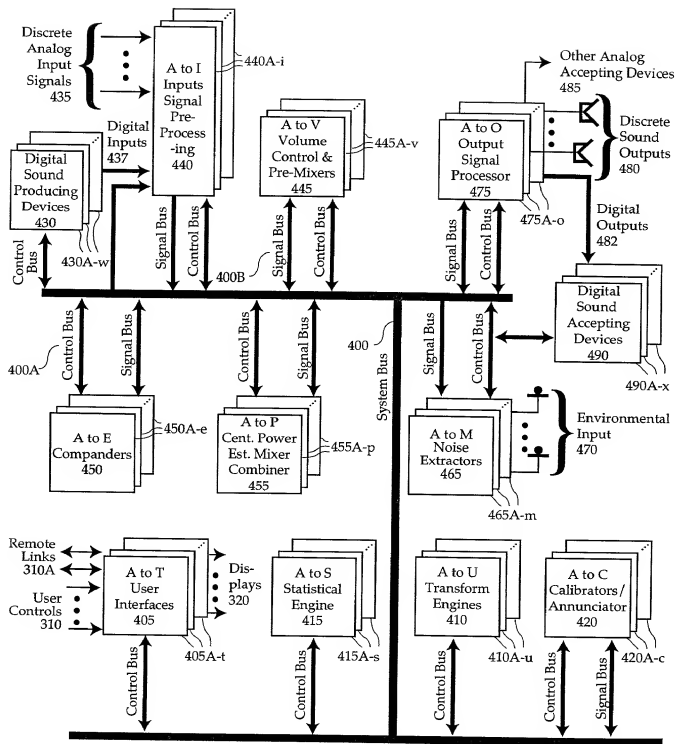 Discrete
Analog
Input
Signals
435
A to I
Inputs
Signal
Pre-
Process-
-ing
440
440A-i
Digital
Inputs
437
Digital
Sound
Producing
Devices
430
430A-w
Control
Bus
Signal Bus
Control Bus
A to V
Volume
Control &
Pre-Mixers
445
445A-v
400B
Signal Bus
Control Bus
A to O
Output
Signal
Processor
475
475A-o
Other Analog
Accepting Devices
485
Discrete
Sound
Outputs
480
Digital
Outputs
482
Signal Bus
Control Bus
Digital
Sound
Accepting
Devices
490
490A-x
400A
Control Bus
Signal Bus
Control Bus
Signal Bus
400
System Bus
Signal Bus
Control Bus
A to E
Companders
450
450A-e
A to P
Cent. Power
Est. Mixer
Combiner
455
455A-p
A to M
Noise
Extractors
465
465A-m
Environmental
Input
470
Remote
Links
310A
User
Controls
310
A to T
User
Interfaces
405
405A-t
Dis-
plays
320
A to S
Statistical
Engine
415
415A-s
A to U
Transform
Engines
410
410A-u
A to C
Calibrators/
Annunciator
420
420A-c
Control Bus
Control Bus
Control Bus
Control Bus
Signal Bus